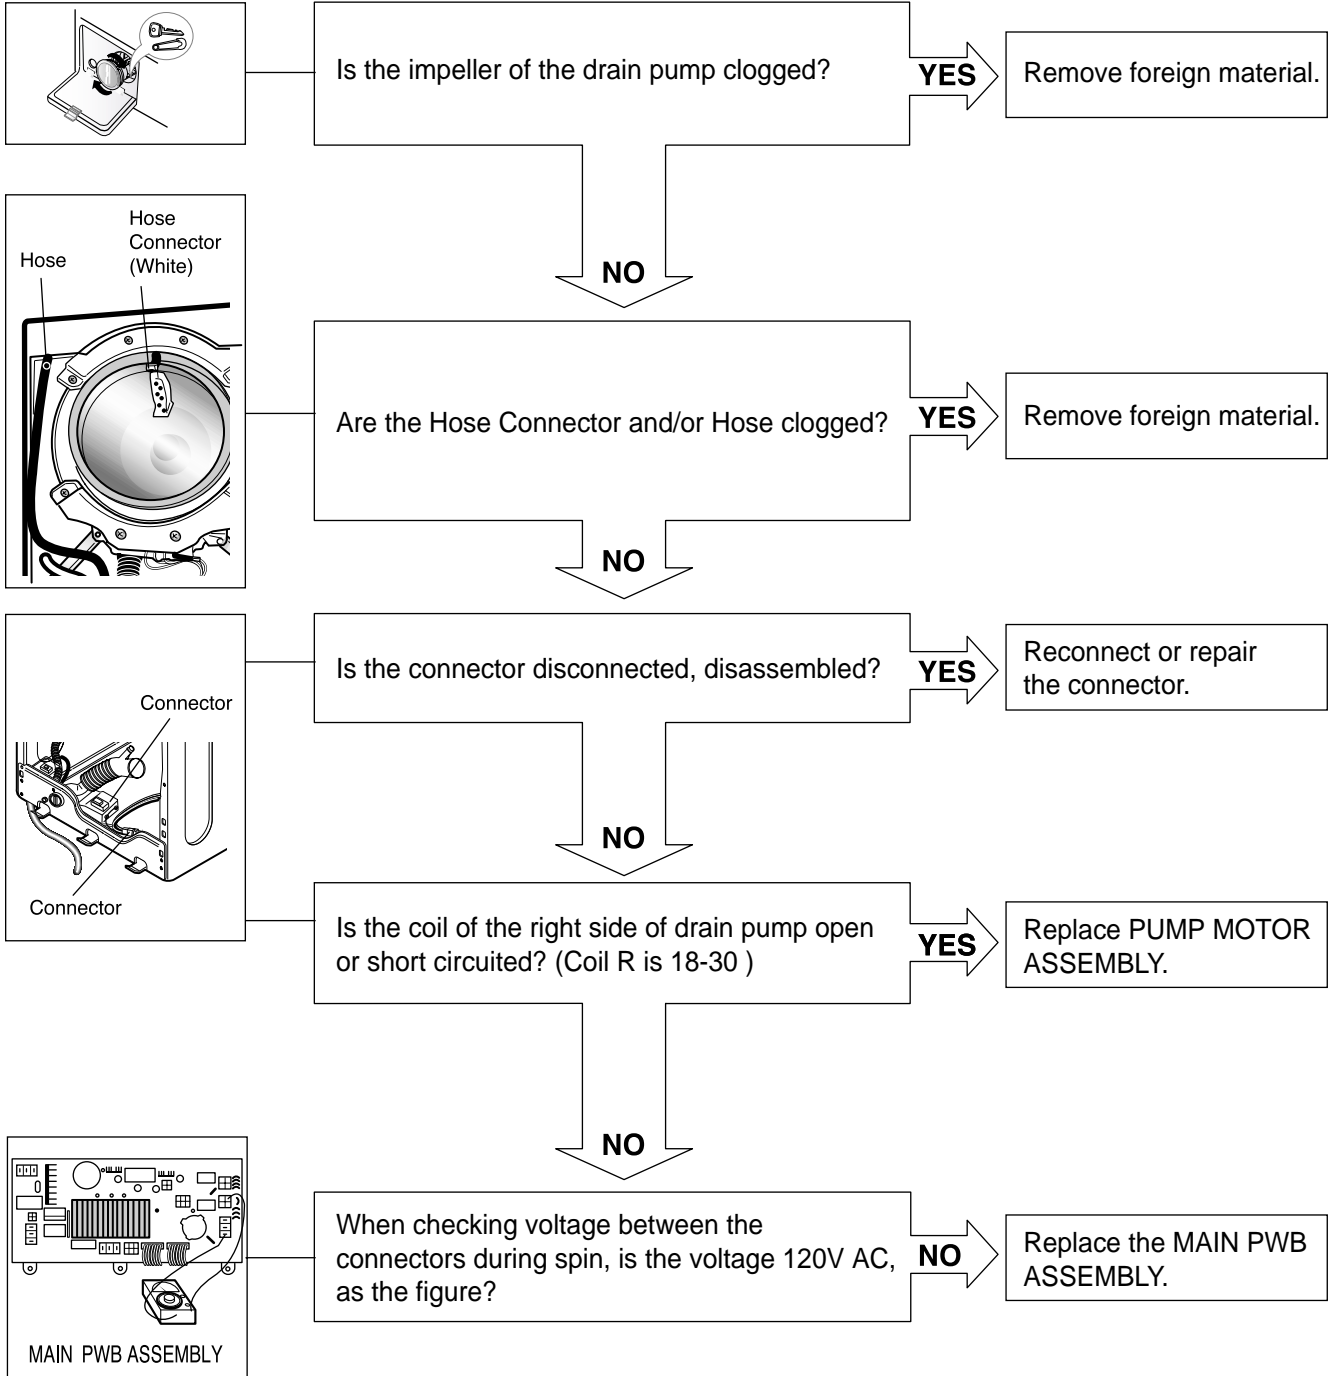 Is the impeller of the drain pump clogged?
YES
Remove foreign material.
NO
Hose
Hose
Connector
(White)
Are the Hose Connector and/or Hose clogged?
YES
Remove foreign material.
NO
Connector
Connector
Is the connector disconnected, disassembled?
YES
Reconnect or repair
the connector.
NO
Is the coil of the right side of drain pump open
or short circuited? (Coil R is 18-30 )
YES
Replace PUMP MOTOR
ASSEMBLY.
NO
MAIN PWB ASSEMBLY
When checking voltage between the
connectors during spin, is the voltage 120V AC,
as the figure?
NO
Replace the MAIN PWB
ASSEMBLY.